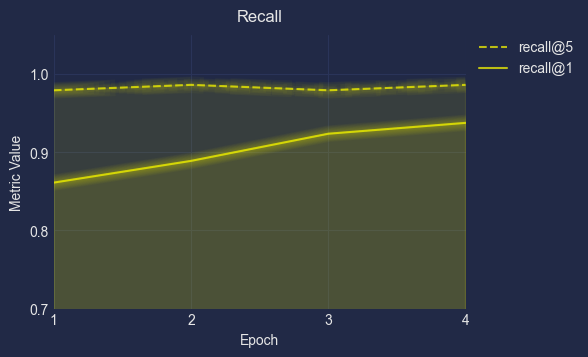 Recall
recall@5
recall@1
1.0
0.9
0.8
0.7
Metric Value
1 2 3 4
Epoch